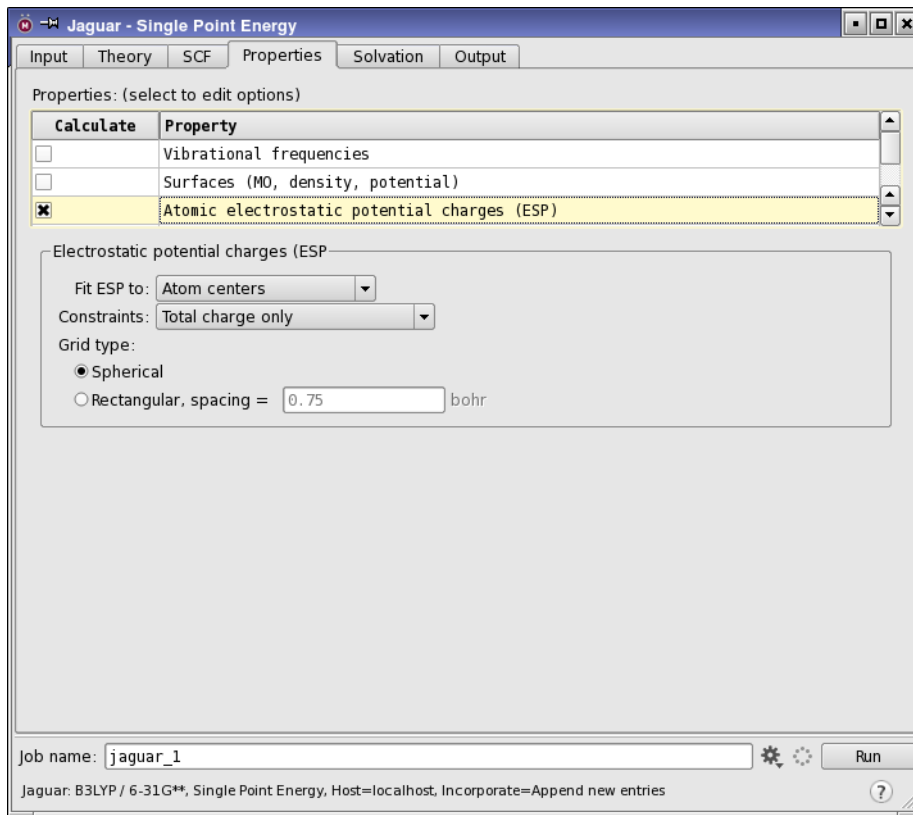 Jaguar - Single Point Energy
Input Theory SCF Properties Solvation Output
Properties: (select to edit options)
Calculate Property
Vibrational frequencies
Surfaces (MO, density, potential)
Atomic electrostatic potential charges (ESP)
Electrostatic potential charges (ESP
Fit ESP to: Atom centers
Constraints: Total charge only
Grid type:
Spherical
Rectangular, spacing = 0.75 bohr
Job name: jaguar_1 Run
Jaguar: B3LYP / 6-31G**, Single Point Energy, Host=localhost, Incorporate=Append new entries ?